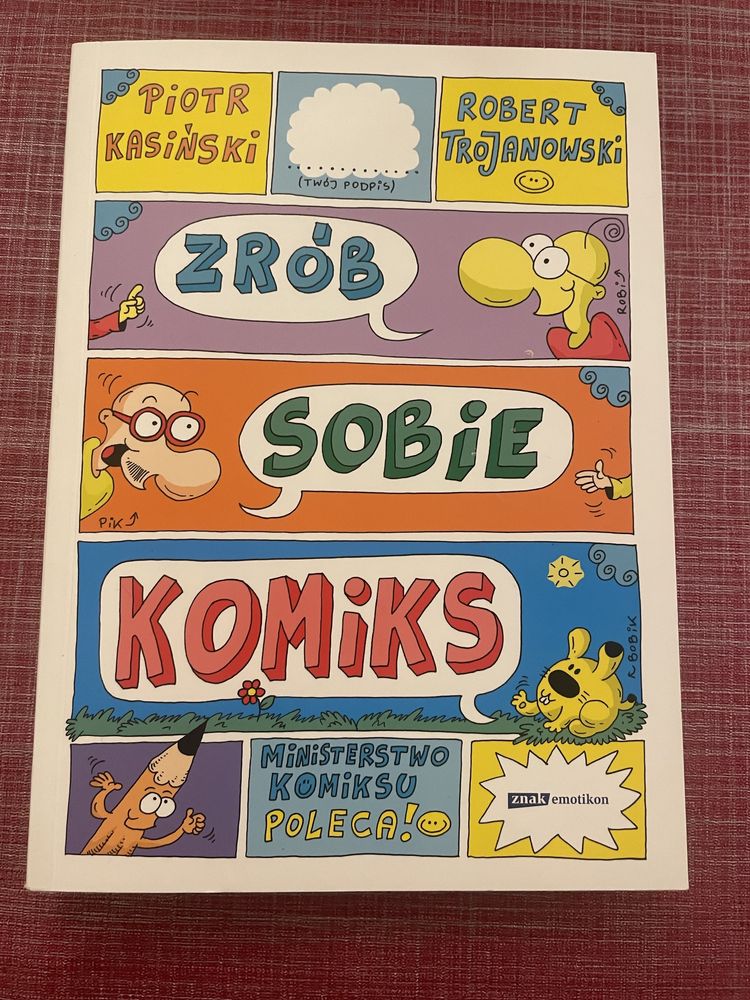 PiOTR
KASiŃSKi
(TWÓJ PODPiS)
ROBERT
TROJANOWSKi
ZRÓB
ROBi
SOBiE
PiK
KOMiKS
BOBiK
MiNiSTERSTWO
KOMiKSU
POLECA!
znak emotikon